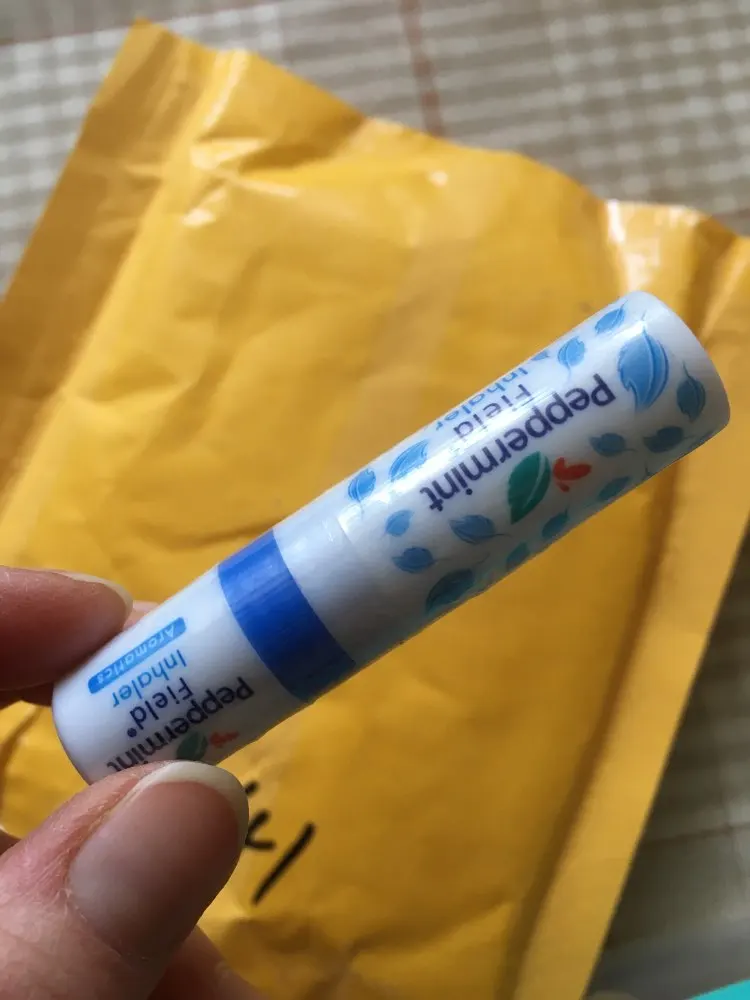 Peppermint
Field
Inhaler
Peppermint
Field®
Inhaler
Aromatics